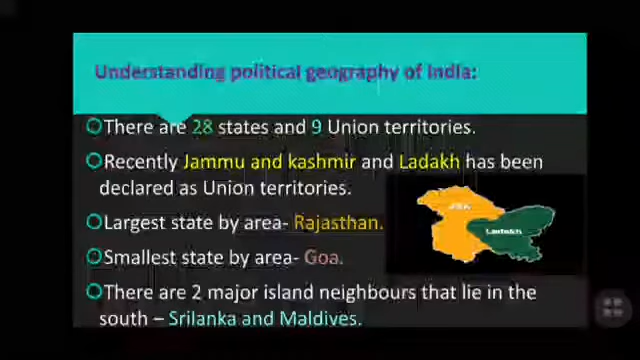 Understanding political geography of India:
There are 28 states and 9 Union territories.
Recently Jammu and kashmir and Ladakh has been
declared as Union territories.
Largest state by area- Rajasthan.
Smallest state by area- Goa.
There are 2 major island neighbours that lie in the
south – Srilanka and Maldives.